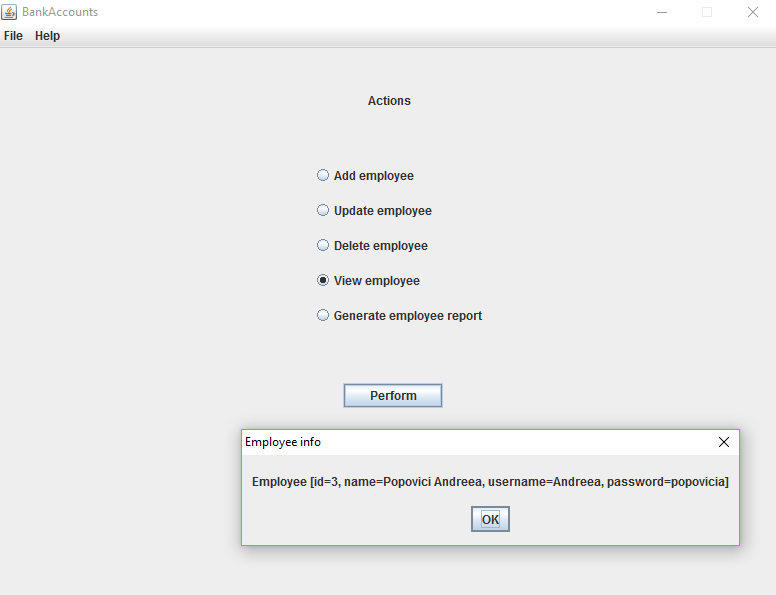 BankAccounts
File Help
Actions
Add employee
Update employee
Delete employee
View employee
Generate employee report
Perform
Employee info
Employee [id=3, name=Popovici Andreea, username=Andreea, password=popovicia]
OK